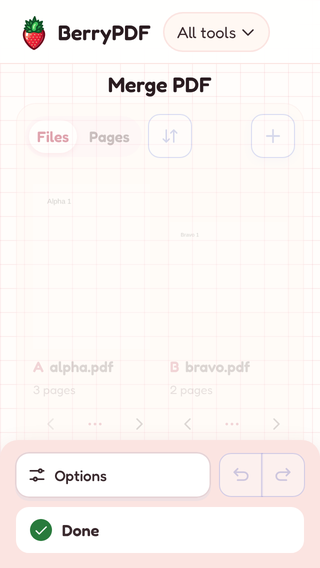 BerryPDF All tools
Merge PDF
Files Pages
Alpha 1
Bravo 1
A alpha.pdf B bravo.pdf
3 pages 2 pages
Options
Done